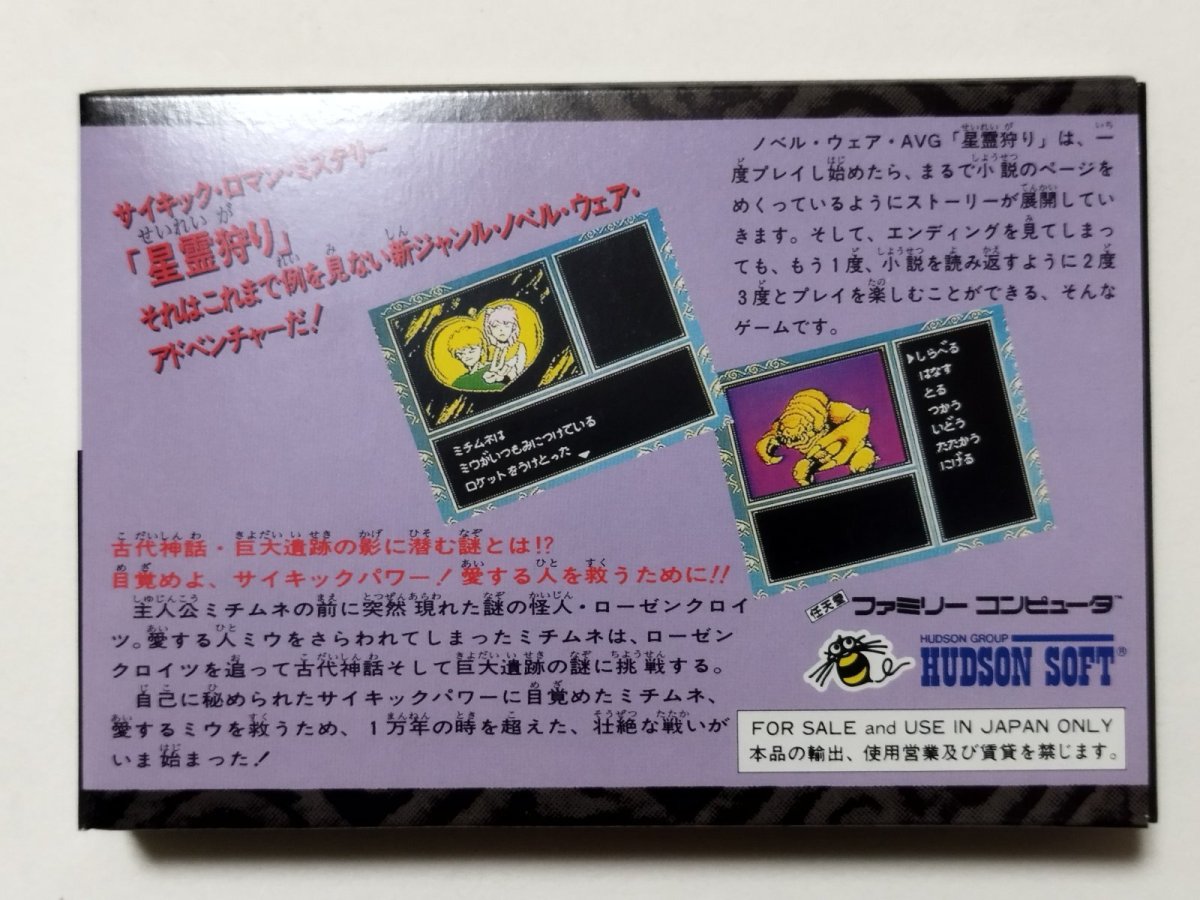 サイキック・ロマン・ミステリー
「星霊狩り」
それはこれまで例を見ない新ジャンル・ノベル・ウェア・
アドベンチャーだ!
ノベル・ウェア・AVG「星霊狩り」は、一
度プレイし始めたら、まるで小説のページを
めくっているようにストーリーが展開してい
きます。そして、エンディングを見てしまっ
ても、もう1度、小説を読み返すように2度
3度とプレイを楽しむことができる、そんな
ゲームです。
ミチムネは
ミウがいつもみにつけている
ロケットをうけとった
しらべる
はなす
とる
つかう
いどう
たたかう
にげる
古代神話・巨大遺跡の影に潜む謎とは!?
目覚めよ、サイキックパワー!愛する人を救うために!!
主人公ミチムネの前に突然現れた謎の怪人・ローゼンクロイ
ツ。愛する人ミウをさらわれてしまったミチムネは、ローゼン
クロイツを追って古代神話そして巨大遺跡の謎に挑戦する。
自己に秘められたサイキックパワーに目覚めたミチムネ、
愛するミウを救うため、1万年の時を超えた、壮絶な戦いが
いま始まった!
任天堂 ファミリーコンピュータ™
HUDSON GROUP
HUDSON SOFT®
FOR SALE and USE IN JAPAN ONLY
本品の輸出、使用営業及び賃貸を禁じます。